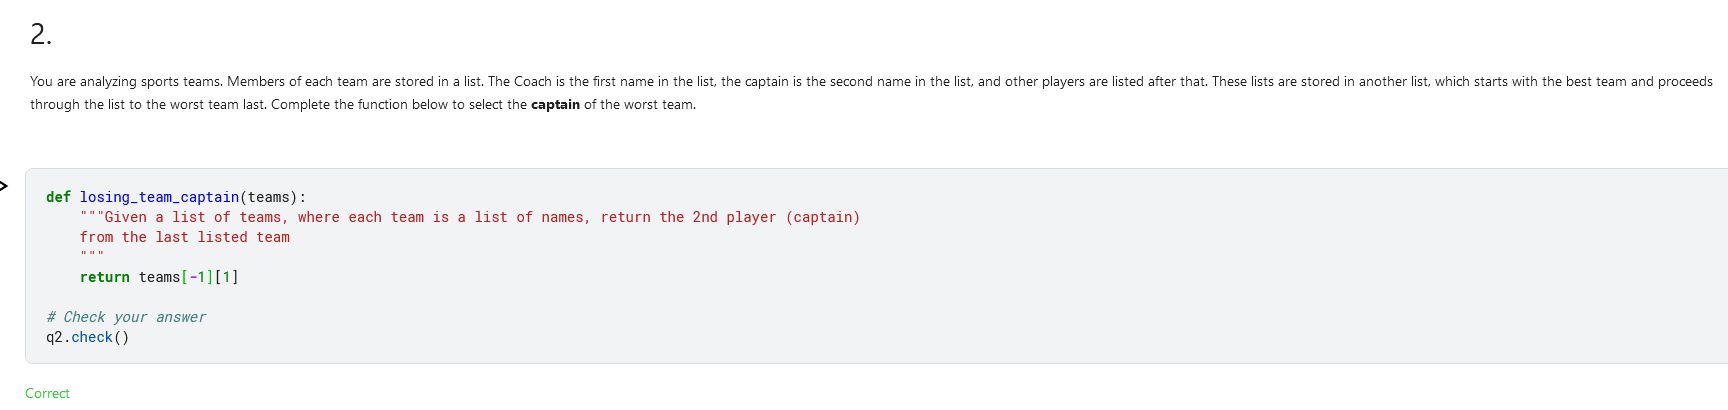 2.
You are analyzing sports teams. Members of each team are stored in a list. The Coach is the first name in the list, the captain is the second name in the list, and other players are listed after that. These lists are stored in another list, which starts with the best team and proceeds
through the list to the worst team last. Complete the function below to select the captain of the worst team.
def losing_team_captain(teams):
    """Given a list of teams, where each team is a list of names, return the 2nd player (captain)
    from the last listed team
    """
    return teams[-1][1]
# Check your answer
q2.check()
Correct